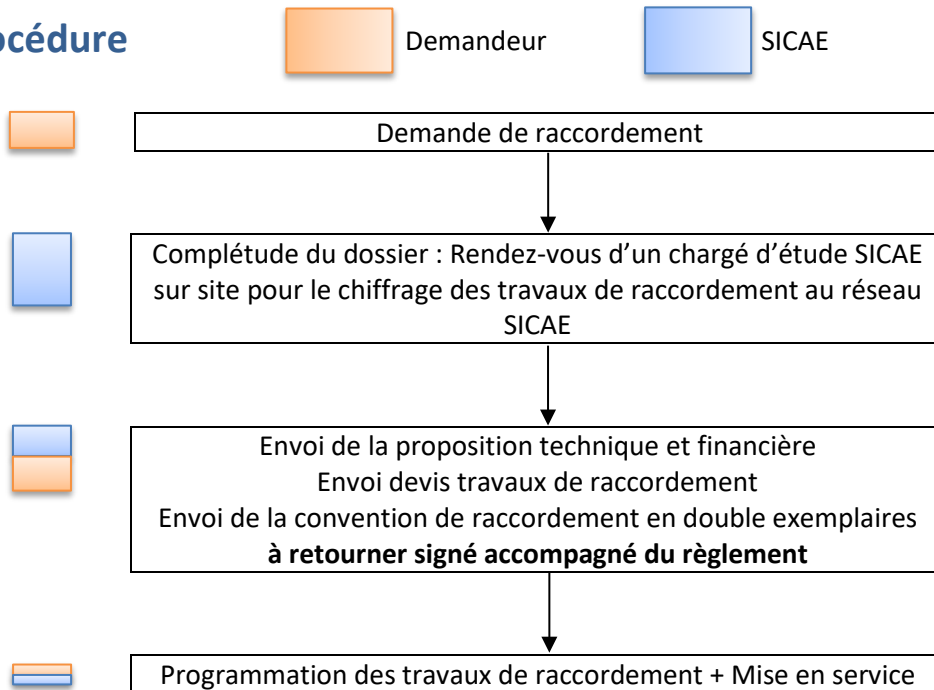 océdure
Demandeur
SICAE
Demande de raccordement
Complétude du dossier : Rendez-vous d’un chargé d’étude SICAE
sur site pour le chiffrage des travaux de raccordement au réseau
SICAE
Envoi de la proposition technique et financière
Envoi devis travaux de raccordement
Envoi de la convention de raccordement en double exemplaires
à retourner signé accompagné du règlement
Programmation des travaux de raccordement + Mise en service